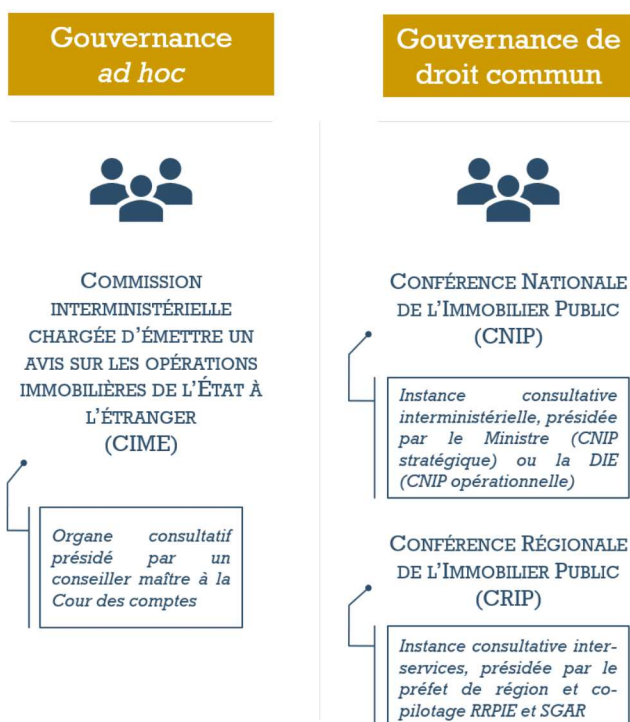 Gouvernance
ad hoc
COMMISSION
INTERMINISTÉRIELLE
CHARGÉE D'ÉMETTRE UN
AVIS SUR LES OPÉRATIONS
IMMOBILIÈRES DE L'ÉTAT À
L'ÉTRANGER
(CIME)
Organe consultatif
présidé par un
conseiller maître à la
Cour des comptes
Gouvernance de
droit commun
CONFÉRENCE NATIONALE
DE L'IMMOBILIER PUBLIC
(CNIP)
Instance consultative
interministérielle, présidée
par le Ministre (CNIP
stratégique) ou la DIE
(CNIP opérationnelle)
CONFÉRENCE RÉGIONALE
DE L'IMMOBILIER PUBLIC
(CRIP)
Instance consultative inter-
services, présidée par le
préfet de région et co-
pilotage RRPIE et SGAR